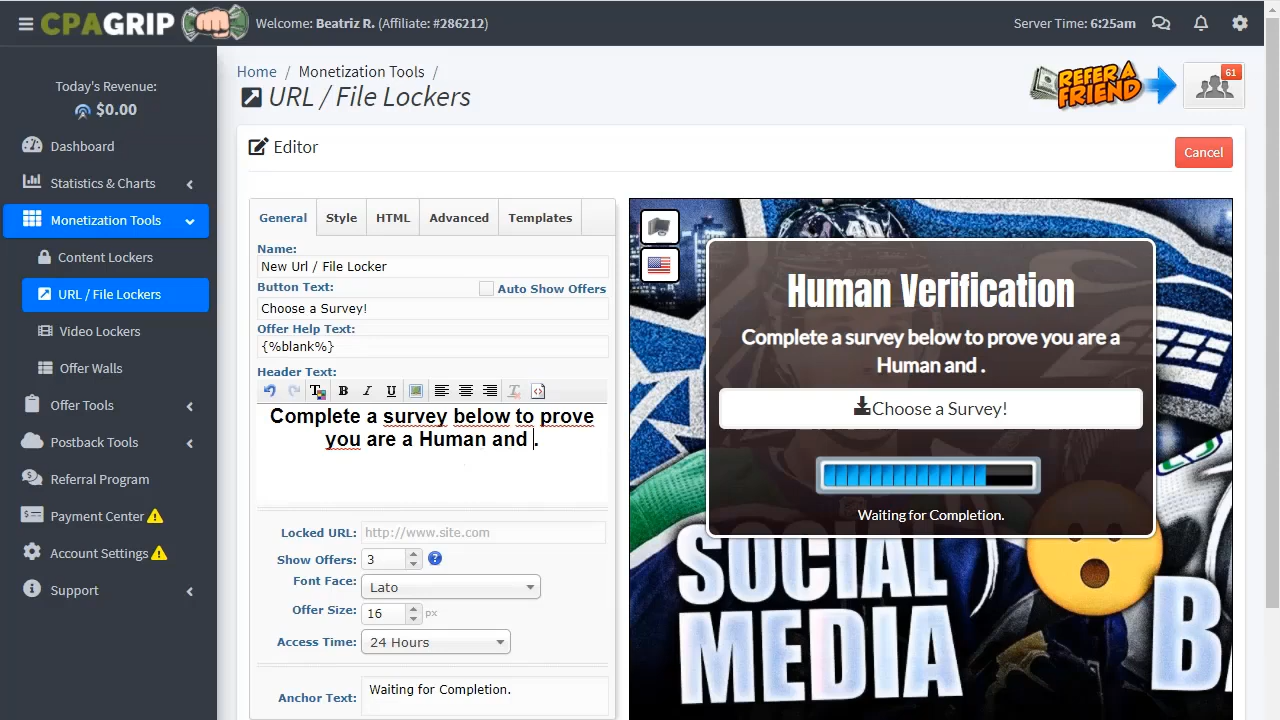 CPAGRIP Welcome: Beatriz R. (Affiliate: #286212) Server Time: 6:25am
Today's Revenue:
$0.00
Dashboard
Statistics & Charts
Monetization Tools
Content Lockers
URL / File Lockers
Video Lockers
Offer Walls
Offer Tools
Postback Tools
Referral Program
Payment Center
Account Settings
Support
Home / Monetization Tools /
URL / File Lockers
REFER A
FRIEND
61
Editor
Cancel
General Style HTML Advanced Templates
Name:
New Url / File Locker
Button Text:
Auto Show Offers
Choose a Survey!
Offer Help Text:
{%blank%}
Header Text:
T B I U T
Complete a survey below to prove
you are a Human and .
Locked URL: http://www.site.com
Show Offers: 3 ?
Font Face: Lato
Offer Size: 16 px
Access Time: 24 Hours
Anchor Text: Waiting for Completion.
40
Human Verification
Complete a survey below to prove you are a
Human and .
Choose a Survey!
Waiting for Completion.
SOCIAL
MEDIA
B